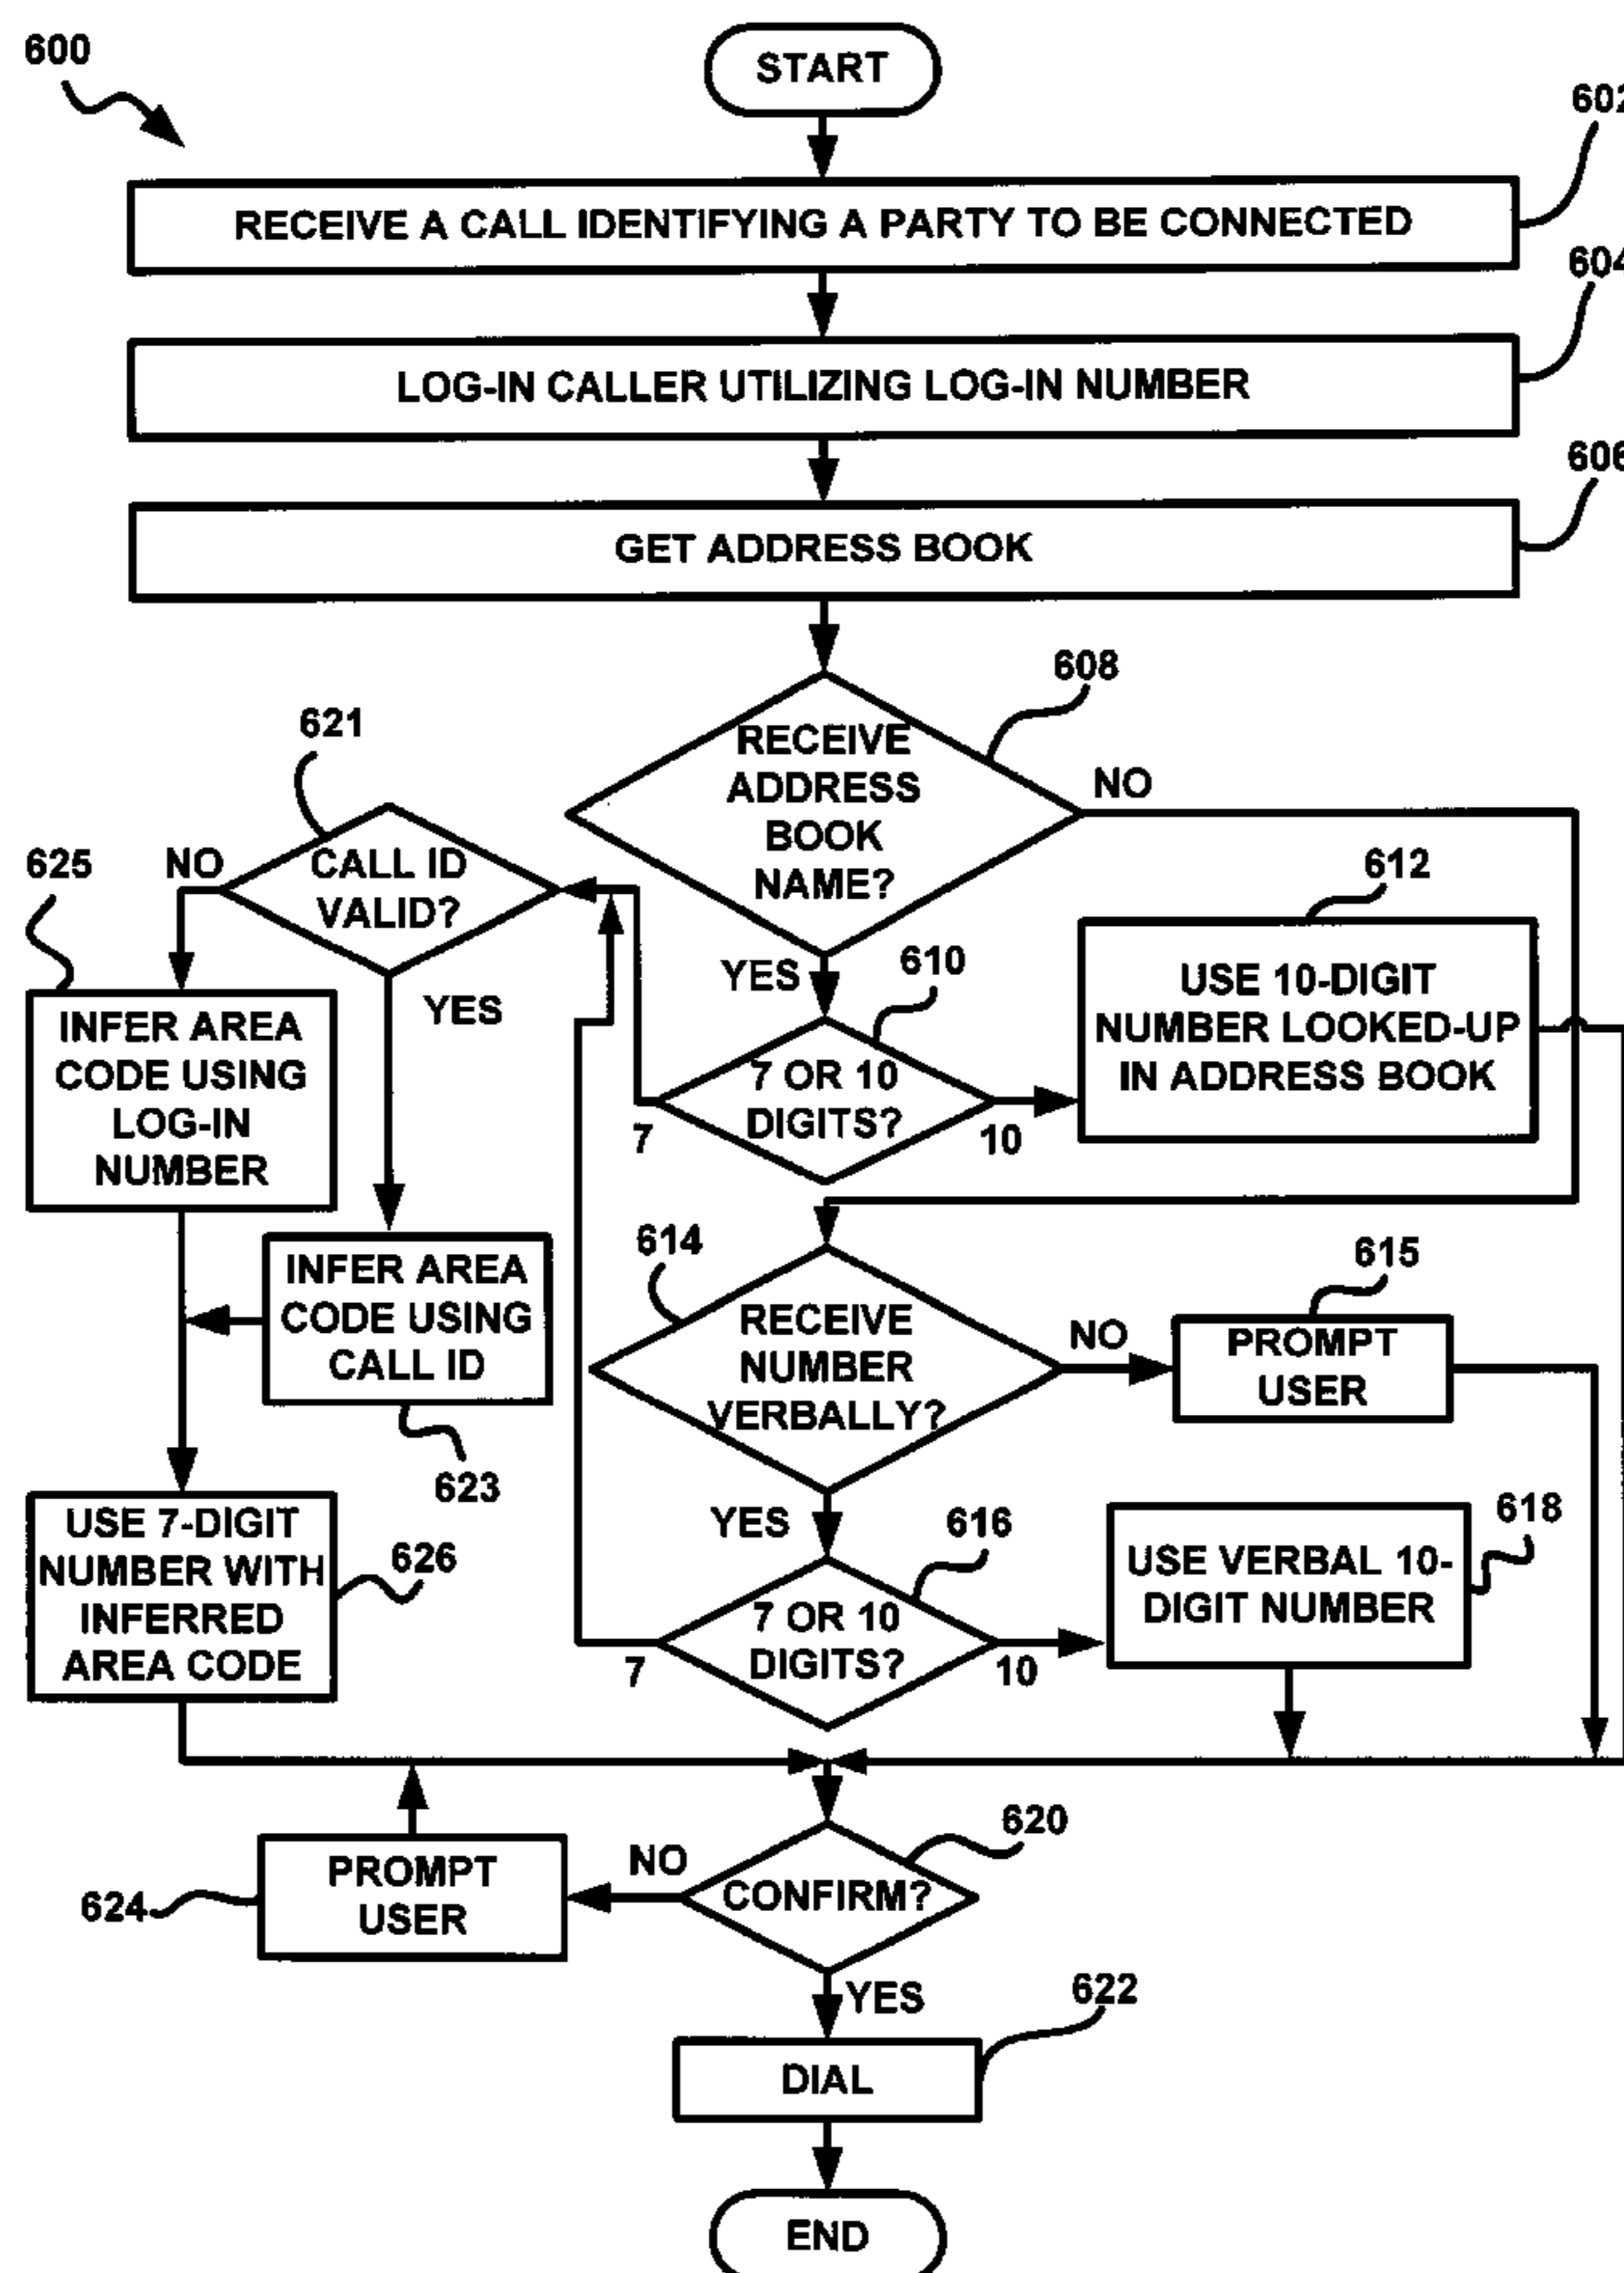 600
START
602
RECEIVE A CALL IDENTIFYING A PARTY TO BE CONNECTED
604
LOG-IN CALLER UTILIZING LOG-IN NUMBER
606
GET ADDRESS BOOK
608
RECEIVE
ADDRESS
BOOK
NAME?
NO
YES
621
CALL ID
VALID?
NO
YES
625
INFER AREA
CODE USING
LOG-IN
NUMBER
610
7 OR 10
DIGITS?
7
10
612
USE 10-DIGIT
NUMBER LOOKED-UP
IN ADDRESS BOOK
INFER AREA
CODE USING
CALL ID
623
614
RECEIVE
NUMBER
VERBALLY?
NO
YES
615
PROMPT
USER
USE 7-DIGIT
NUMBER WITH
INFERRED
AREA CODE
626
616
7 OR 10
DIGITS?
7
10
618
USE VERBAL 10-
DIGIT NUMBER
620
CONFIRM?
NO
YES
624
PROMPT
USER
622
DIAL
END